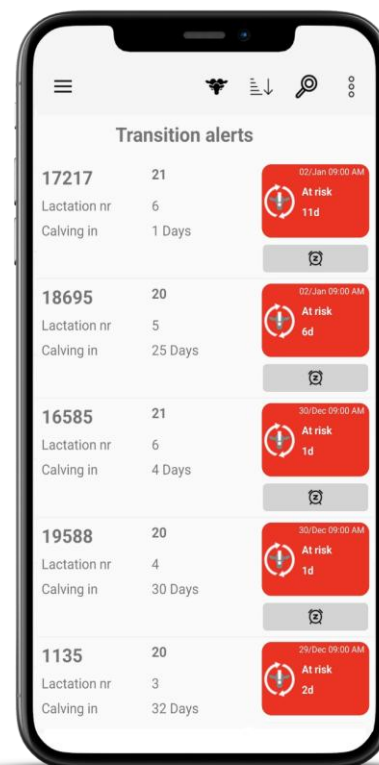 Transition alerts
17217 21 02/Jan 09:00 AM
At risk
Lactation nr 6 11d
Calving in 1 Days
z
18695 20 02/Jan 09:00 AM
At risk
Lactation nr 5 6d
Calving in 25 Days
z
16585 21 30/Dec 09:00 AM
At risk
Lactation nr 6 1d
Calving in 4 Days
z
19588 20 30/Dec 09:00 AM
At risk
Lactation nr 4 1d
Calving in 30 Days
z
1135 20 29/Dec 09:00 AM
At risk
Lactation nr 3 2d
Calving in 32 Days